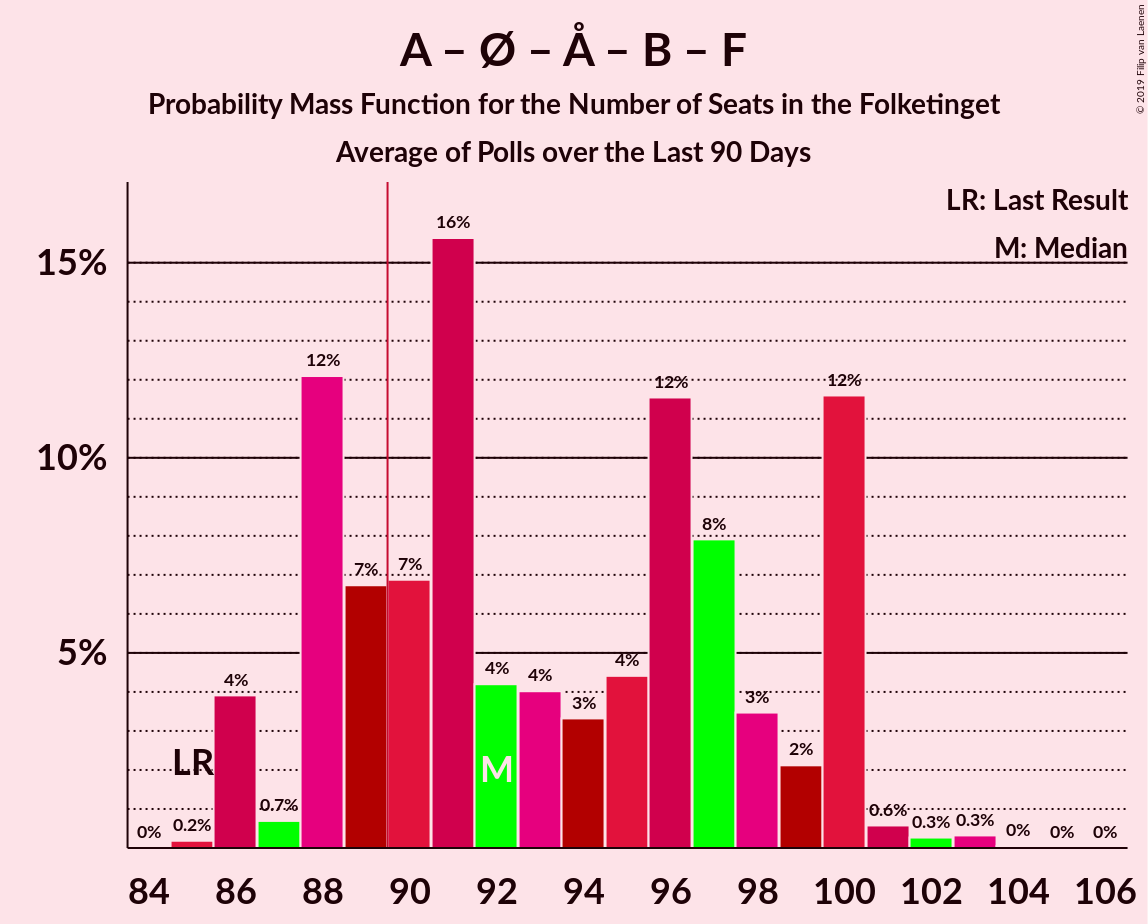 A – Ø – Å – B – F
Probability Mass Function for the Number of Seats in the Folketinget
Average of Polls over the Last 90 Days
© 2019 Filip van Laenen
LR: Last Result
M: Median
15%
10%
5%
0%
0.2%
4%
0.7%
12%
7%
7%
16%
4%
4%
3%
4%
12%
8%
3%
2%
12%
0.6%
0.3%
0.3%
0%
0%
0%
LR
M
84 86 88 90 92 94 96 98 100 102 104 106